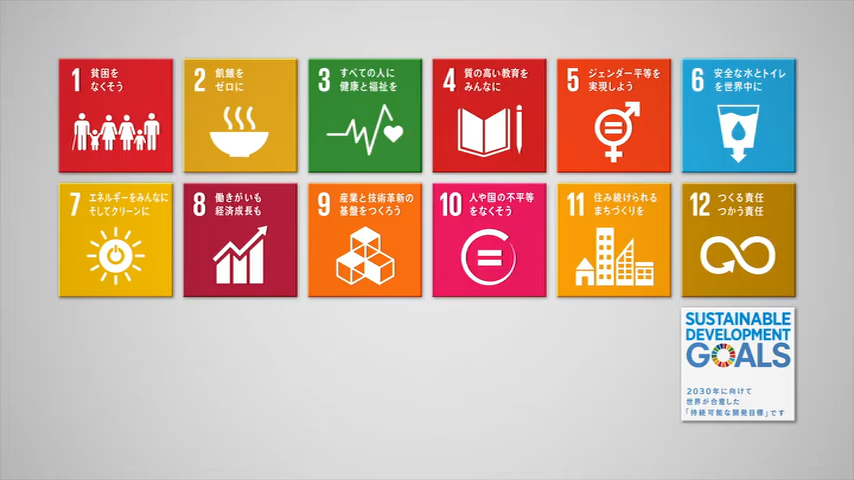 1 貧困を
なくそう
2 飢餓を
ゼロに
3 すべての人に
健康と福祉を
4 質の高い教育を
みんなに
5 ジェンダー平等を
実現しよう
6 安全な水とトイレ
を世界中に
7 エネルギーをみんなに
そしてクリーンに
8 働きがいも
経済成長も
9 産業と技術革新の
基盤をつくろう
10 人や国の不平等
をなくそう
11 住み続けられる
まちづくりを
12 つくる責任
つかう責任
SUSTAINABLE
DEVELOPMENT
GOALS
2030年に向けて
世界が合意した
「持続可能な開発目標」です